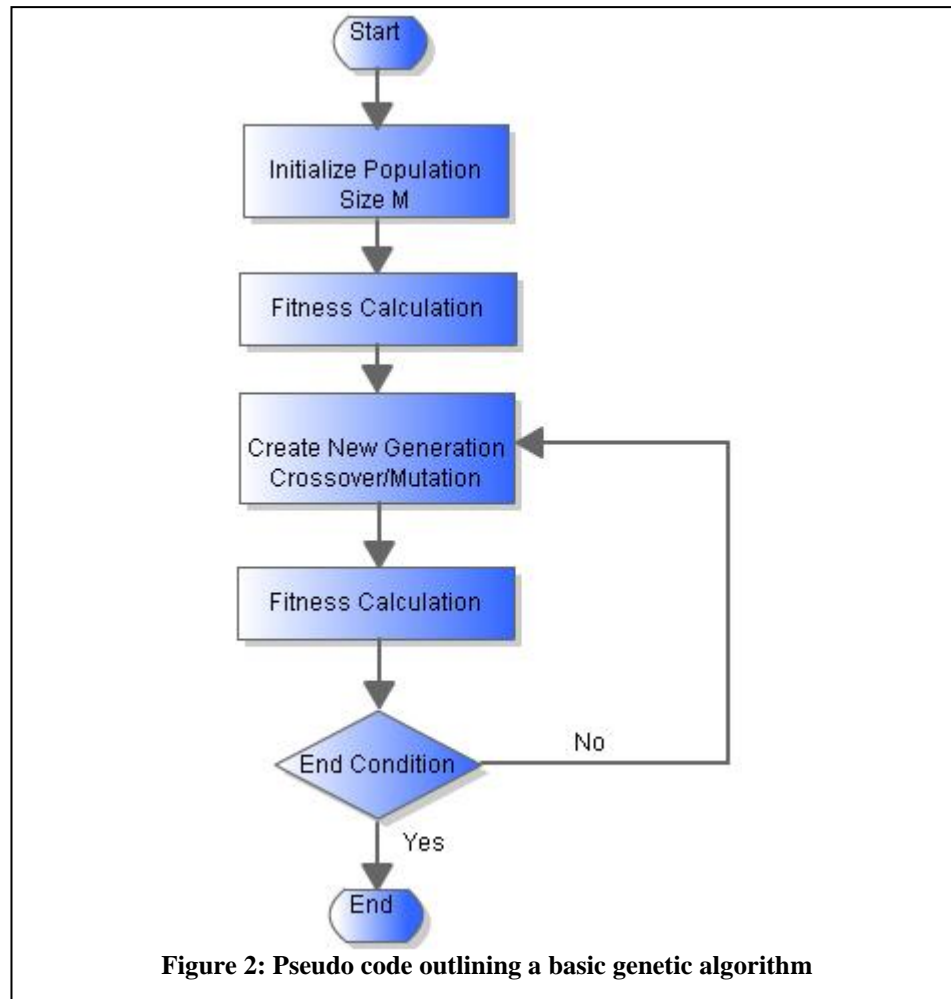 Start
Initialize Population
Size M
Fitness Calculation
Create New Generation
Crossover/Mutation
Fitness Calculation
End Condition
No
Yes
End
Figure 2: Pseudo code outlining a basic genetic algorithm